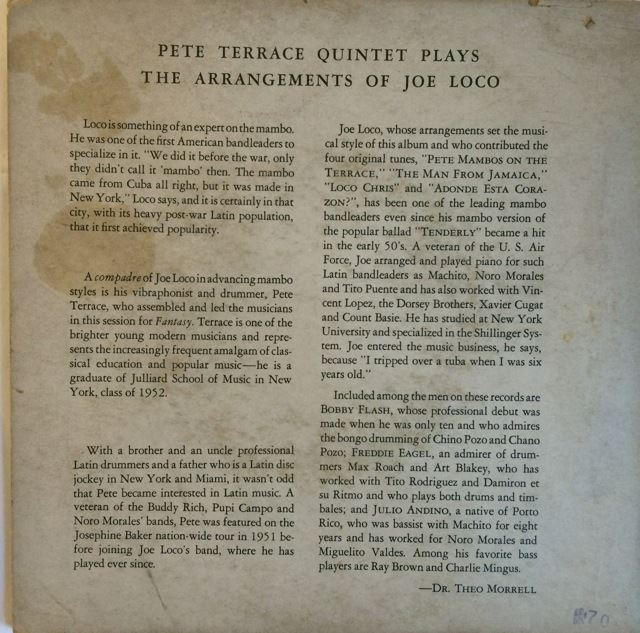 PETE TERRACE QUINTET PLAYS
THE ARRANGEMENTS OF JOE LOCO
Loco is something of an expert on the mambo.
He was one of the first American bandleaders to
specialize in it. "We did it before the war, only
they didn't call it 'mambo' then. The mambo
came from Cuba all right, but it was made in
New York," Loco says, and it is certainly in that
city, with its heavy post-war Latin population,
that it first achieved popularity.
A compadre of Joe Loco in advancing mambo
styles is his vibraphonist and drummer, Pete
Terrace, who assembled and led the musicians
in this session for Fantasy. Terrace is one of the
brighter young modern musicians and repre-
sents the increasingly frequent amalgam of clas-
sical education and popular music—he is a
graduate of Julliard School of Music in New
York, class of 1952.
With a brother and an uncle professional
Latin drummers and a father who is a Latin disc
jockey in New York and Miami, it wasn't odd
that Pete became interested in Latin music. A
veteran of the Buddy Rich, Pupi Campo and
Noro Morales' bands, Pete was featured on the
Josephine Baker nation-wide tour in 1951 be-
fore joining Joe Loco's band, where he has
played ever since.
Joe Loco, whose arrangements set the musi-
cal style of this album and who contributed the
four original tunes, "PETE MAMBOS ON THE
TERRACE," "THE MAN FROM JAMAICA,"
"LOCO CHRIS" and "ADONDE ESTA CORA-
ZON?", has been one of the leading mambo
bandleaders even since his mambo version of
the popular ballad "TENDERLY" became a hit
in the early 50's. A veteran of the U. S. Air
Force, Joe arranged and played piano for such
Latin bandleaders as Machito, Noro Morales
and Tito Puente and has also worked with Vin-
cent Lopez, the Dorsey Brothers, Xavier Cugat
and Count Basie. He has studied at New York
University and specialized in the Shillinger Sys-
tem. Joe entered the music business, he says,
because "I tripped over a tuba when I was six
years old."
Included among the men on these records are
BOBBY FLASH, whose professional debut was
made when he was only ten and who admires
the bongo drumming of Chino Pozo and Chano
Pozo; FREDDIE EAGEL, an admirer of drum-
mers Max Roach and Art Blakey, who has
worked with Tito Rodriguez and Damiron et
su Ritmo and who plays both drums and tim-
bales; and JULIO ANDINO, a native of Porto
Rico, who was bassist with Machito for eight
years and has worked for Noro Morales and
Miguelito Valdes. Among his favorite bass
players are Ray Brown and Charlie Mingus.
—DR. THEO MORRELL